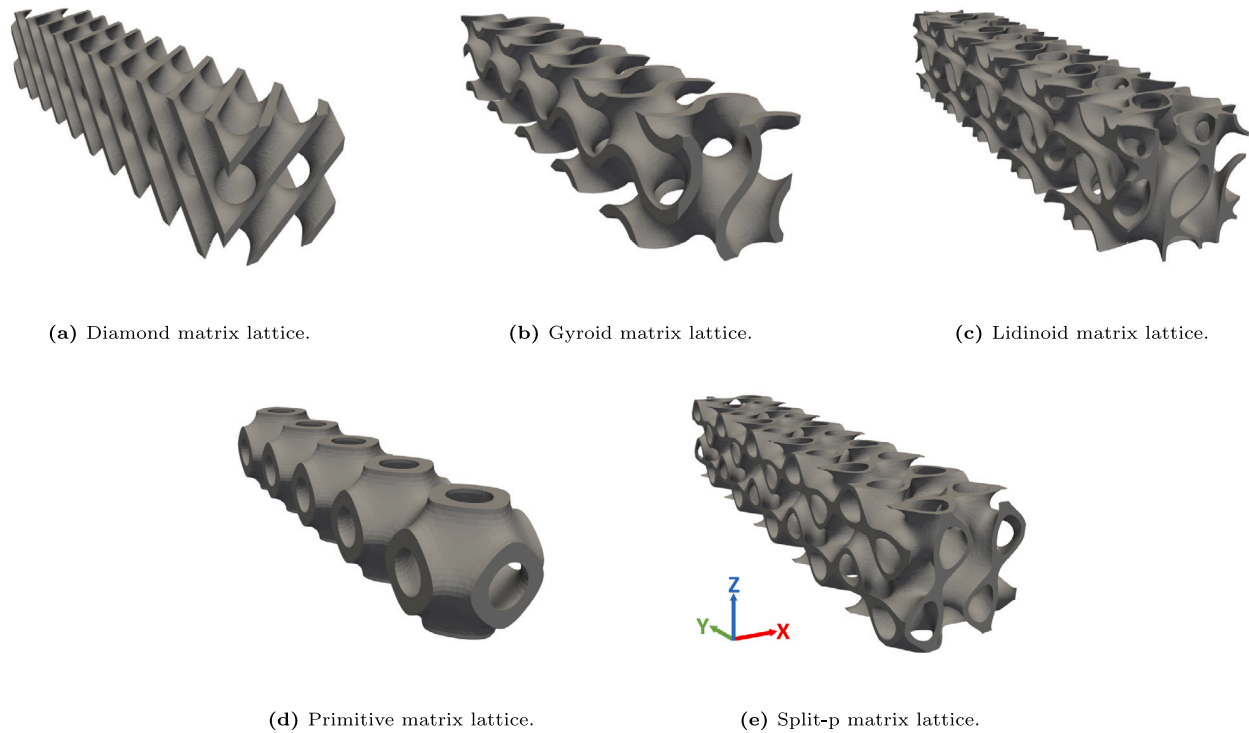 (a) Diamond matrix lattice.
(b) Gyroid matrix lattice.
(c) Lidinoid matrix lattice.
Z
Y
X
(d) Primitive matrix lattice.
(e) Split-p matrix lattice.